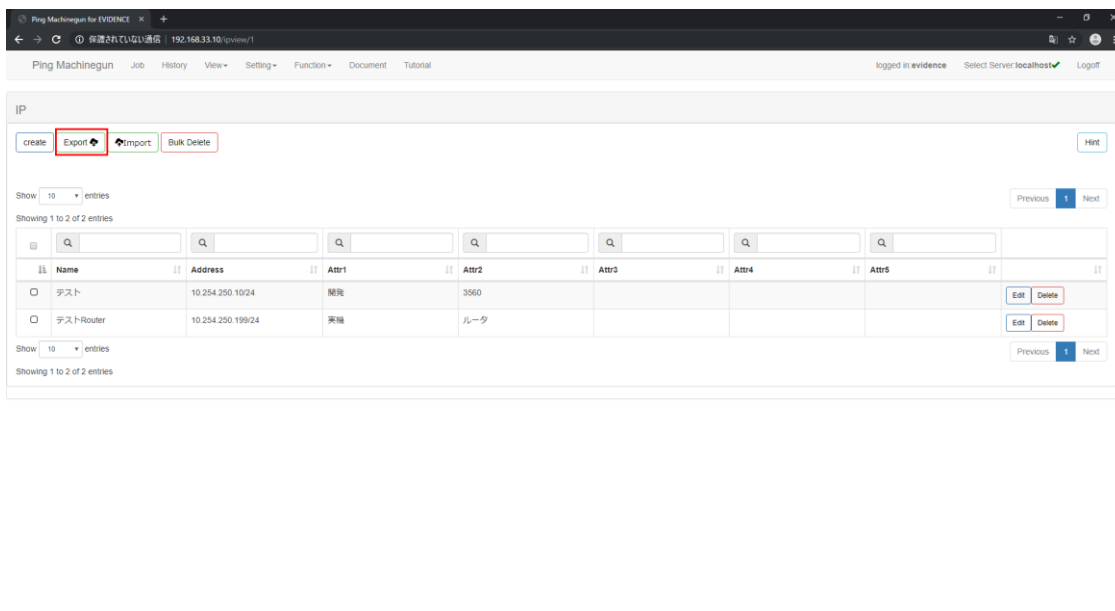 Ping Machinegun for EVIDENCE
保護されていない通信 | 192.168.33.10/ipview/1
Ping Machinegun Job History View Setting Function Document Tutorial logged in:evidence Select Server:localhost Logoff
IP
create Export Import Bulk Delete Hint
Show 10 entries Previous 1 Next
Showing 1 to 2 of 2 entries
Name Address Attr1 Attr2 Attr3 Attr4 Attr5
テスト 10.254.250.10/24 開発 3560 Edit Delete
テストRouter 10.254.250.199/24 実機 ルータ Edit Delete
Show 10 entries Previous 1 Next
Showing 1 to 2 of 2 entries